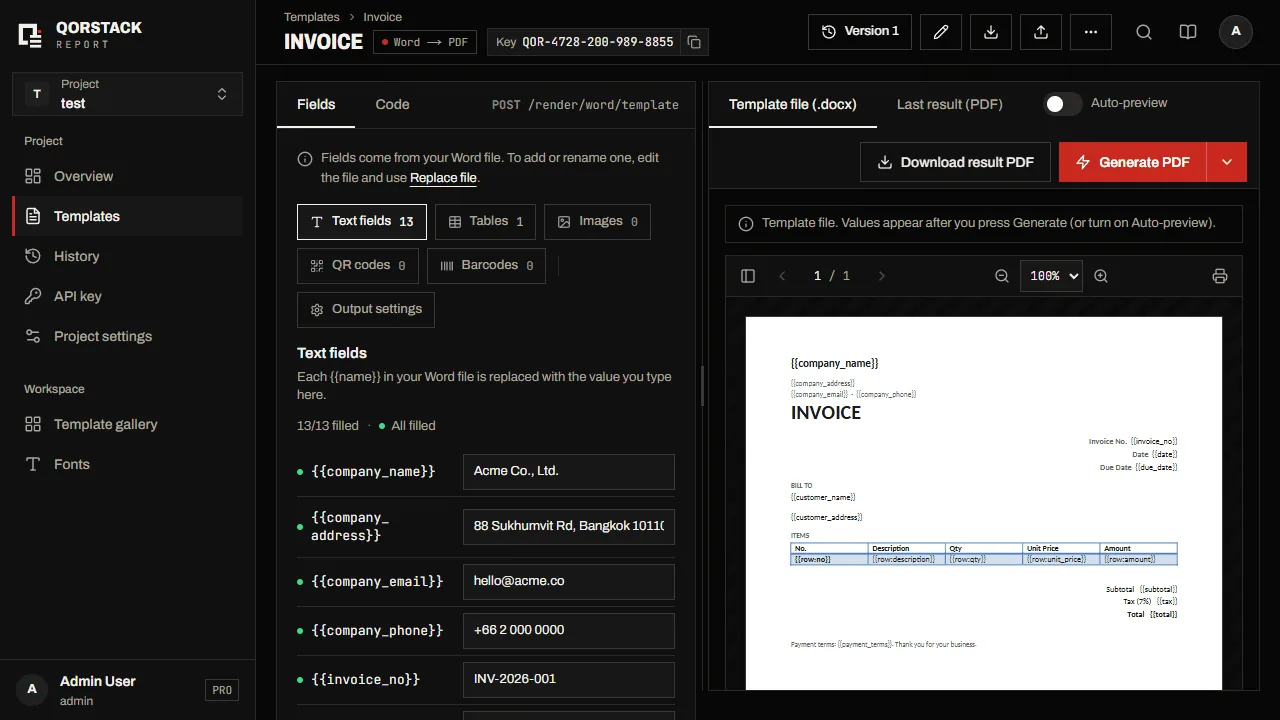 QORSTACK
REPORT
T
Project
test
Project
Overview
Templates
History
API key
Project settings
Workspace
Template gallery
Fonts
A
Admin User
admin
PRO
Templates › Invoice
INVOICE
Word → PDF
Key QOR-4728-200-989-8855
Version 1
...
A
Fields
Code
POST /render/word/template
Fields come from your Word file. To add or rename one, edit
the file and use Replace file.
Text fields 13
Tables 1
Images 0
QR codes 0
Barcodes 0
Output settings
Text fields
Each {{name}} in your Word file is replaced with the value you type
here.
13/13 filled · All filled
{{company_name}}
Acme Co., Ltd.
{{company_
address}}
88 Sukhumvit Rd, Bangkok 10110
{{company_email}}
hello@acme.co
{{company_phone}}
+66 2 000 0000
{{invoice_no}}
INV-2026-001
Template file (.docx)
Last result (PDF)
Auto-preview
Download result PDF
Generate PDF
Template file. Values appear after you press Generate (or turn on Auto-preview).
1 / 1
100%
{{company_name}}
{{company_address}}
{{company_email}} · {{company_phone}}
INVOICE
Invoice No. {{invoice_no}}
Date {{date}}
Due Date {{due_date}}
BILL TO
{{customer_name}}
{{customer_address}}
ITEMS
No. Description Qty Unit Price Amount
{{row:no}} {{row:description}} {{row:qty}} {{row:unit_price}} {{row:amount}}
Subtotal {{subtotal}}
Tax (7%) {{tax}}
Total {{total}}
Payment terms: {{payment_terms}}. Thank you for your business.